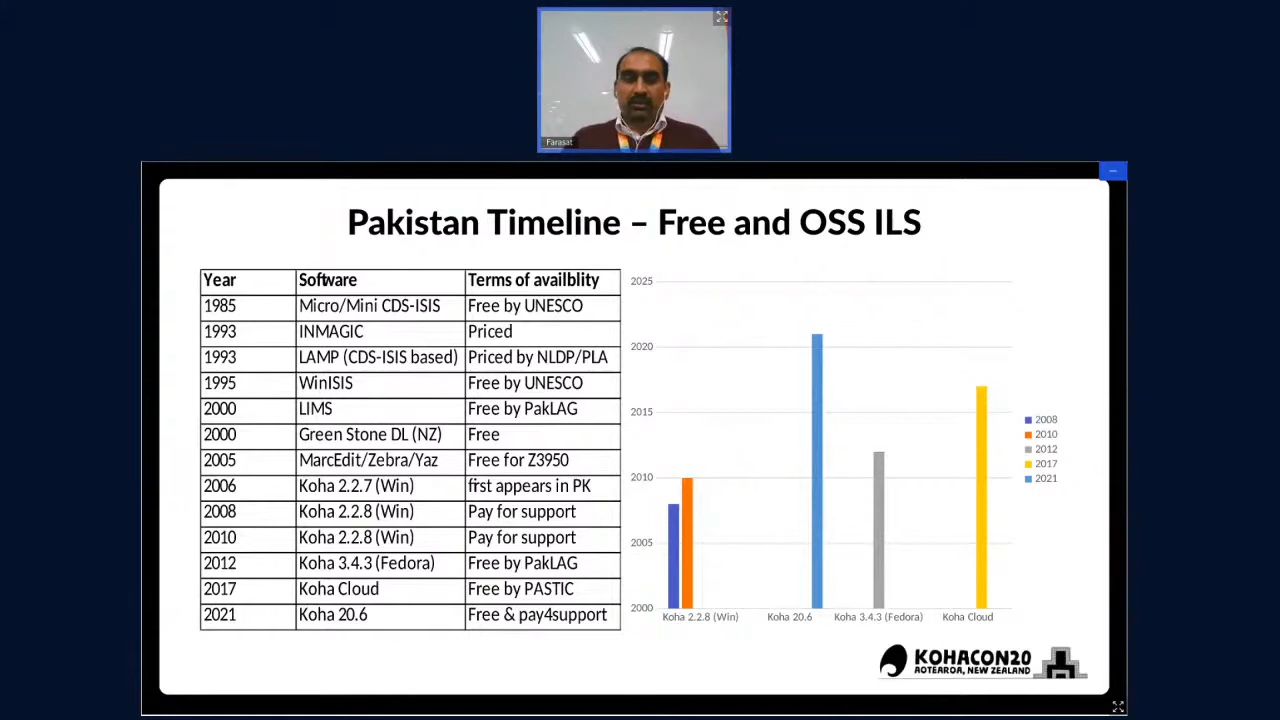 Farasat
Pakistan Timeline – Free and OSS ILS
Year Software Terms of availblity
1985 Micro/Mini CDS-ISIS Free by UNESCO
1993 INMAGIC Priced
1993 LAMP (CDS-ISIS based) Priced by NLDP/PLA
1995 WinISIS Free by UNESCO
2000 LIMS Free by PakLAG
2000 Green Stone DL (NZ) Free
2005 MarcEdit/Zebra/Yaz Free for Z3950
2006 Koha 2.2.7 (Win) first appears in PK
2008 Koha 2.2.8 (Win) Pay for support
2010 Koha 2.2.8 (Win) Pay for support
2012 Koha 3.4.3 (Fedora) Free by PakLAG
2017 Koha Cloud Free by PASTIC
2021 Koha 20.6 Free & pay4support
2025
2020
2015
2010
2005
2000
Koha 2.2.8 (Win) Koha 20.6 Koha 3.4.3 (Fedora) Koha Cloud
2008
2010
2012
2017
2021
KOHACON20
AOTEAROA, NEW ZEALAND